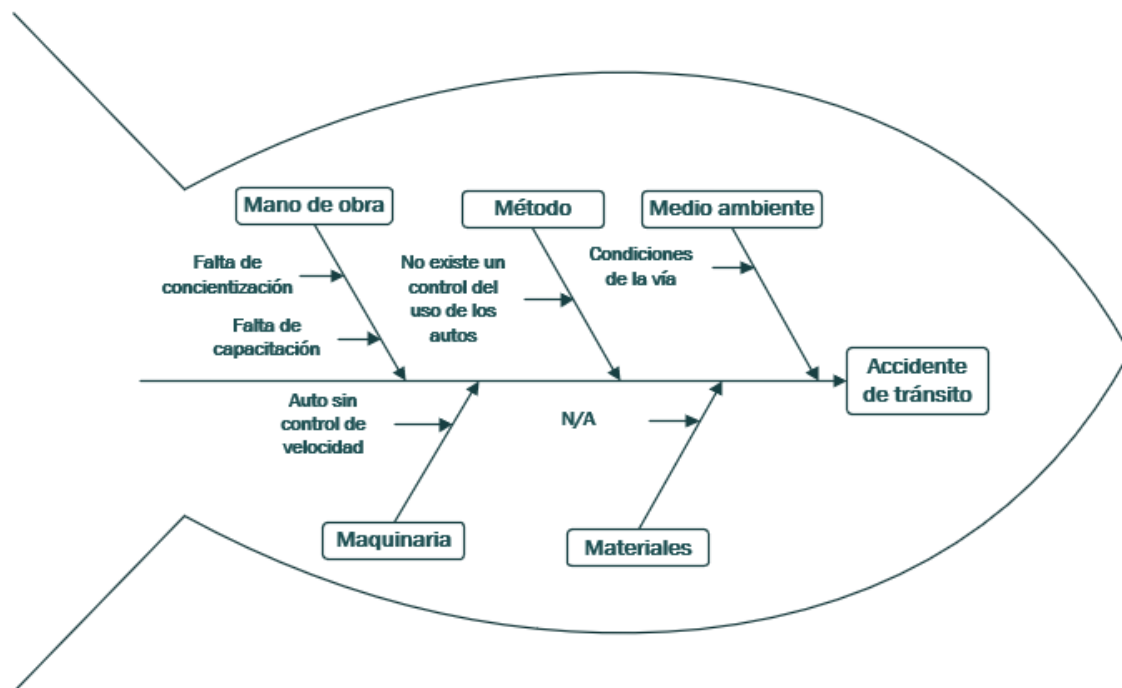 Mano de obra
Método
Medio ambiente
Falta de
concientización
No existe un
control del
uso de los
autos
Condiciones
de la vía
Falta de
capacitación
Accidente
de tránsito
Auto sin
control de
velocidad
N/A
Maquinaria
Materiales